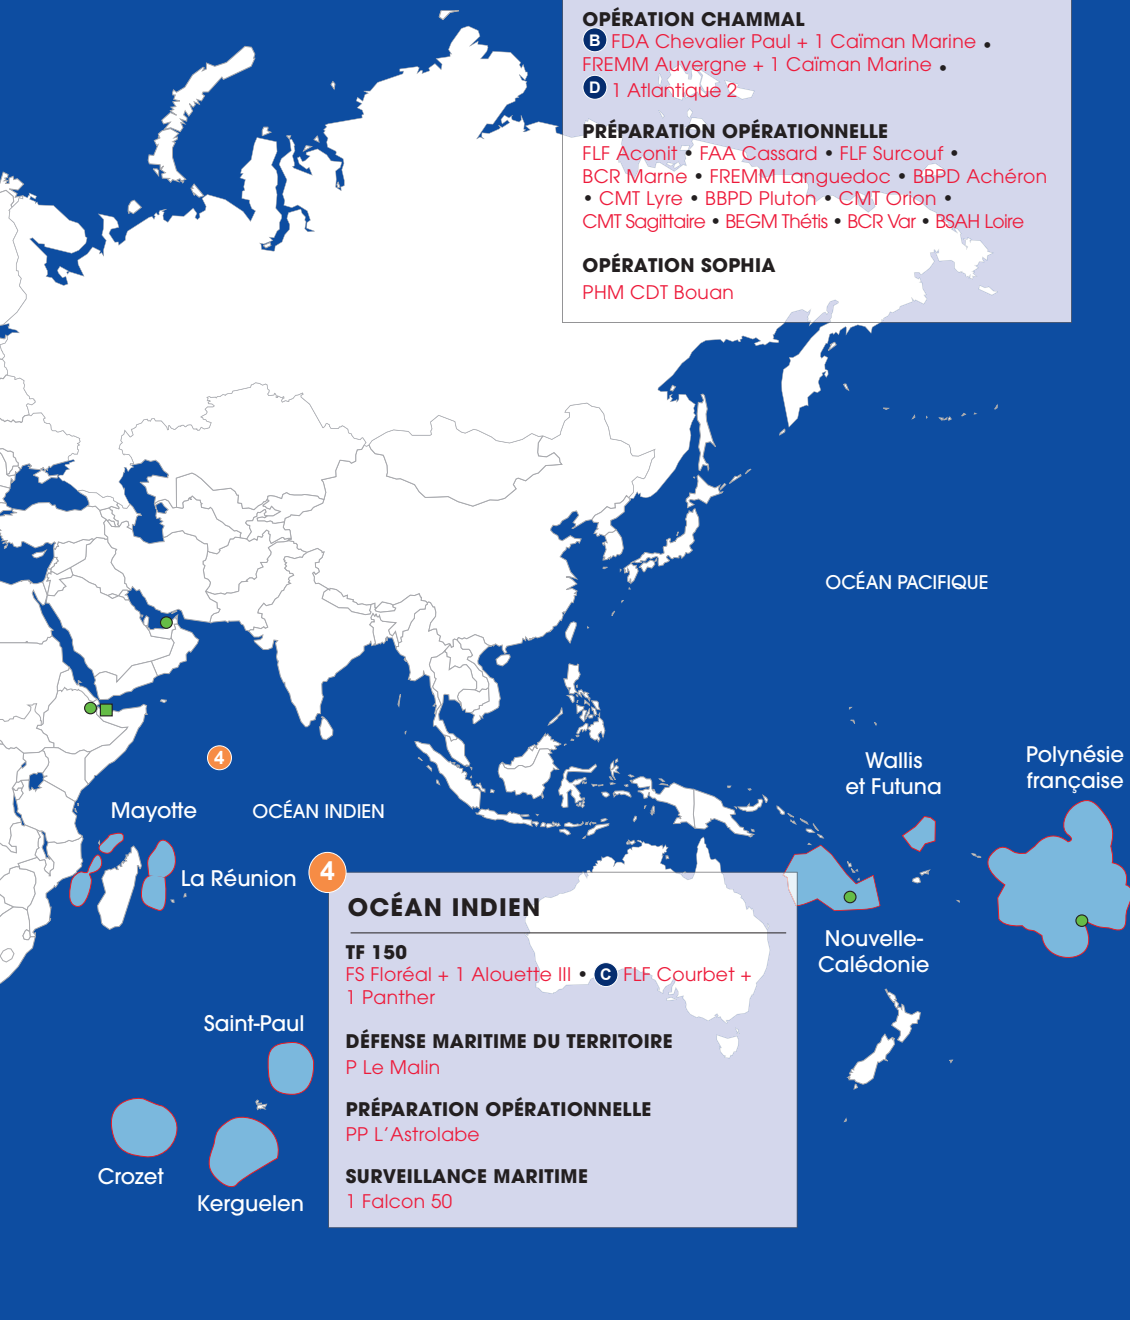 OPÉRATION CHAMMAL
B FDA Chevalier Paul + 1 Caïman Marine •
FREMM Auvergne + 1 Caïman Marine •
D 1 Atlantique 2
PRÉPARATION OPÉRATIONNELLE
FLF Aconit • FAA Cassard • FLF Surcouf •
BCR Marne • FREMM Languedoc • BBPD Achéron
• CMT Lyre • BBPD Pluton • CMT Orion •
CMT Sagittaire • BEGM Thétis • BCR Var • BSAH Loire
OPÉRATION SOPHIA
PHM CDT Bouan
OCÉAN PACIFIQUE
4
Wallis
et Futuna
Polynésie
française
Mayotte
OCÉAN INDIEN
La Réunion
4
OCÉAN INDIEN
TF 150
FS Floréal + 1 Alouette III • C FLF Courbet +
1 Panther
DÉFENSE MARITIME DU TERRITOIRE
P Le Malin
PRÉPARATION OPÉRATIONNELLE
PP L'Astrolabe
SURVEILLANCE MARITIME
1 Falcon 50
Nouvelle-
Calédonie
Saint-Paul
Crozet
Kerguelen